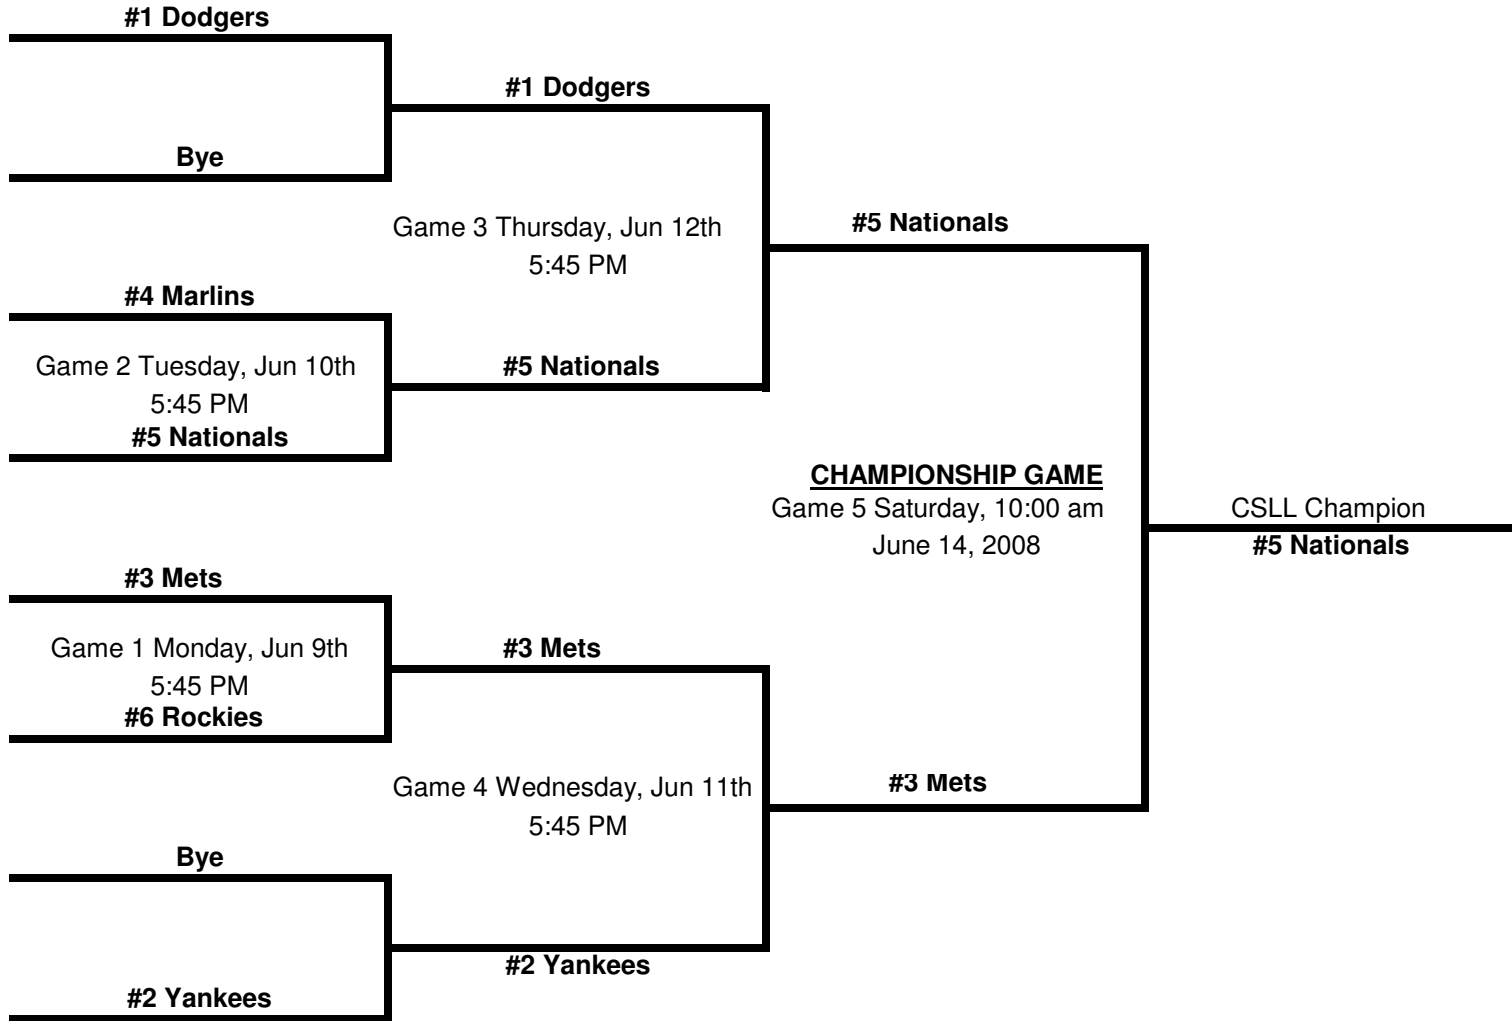 #1 Dodgers
#1 Dodgers
Bye
Game 3 Thursday, Jun 12th
5:45 PM
#5 Nationals
#4 Marlins
Game 2 Tuesday, Jun 10th
5:45 PM
#5 Nationals
#5 Nationals
CHAMPIONSHIP GAME
Game 5 Saturday, 10:00 am
June 14, 2008
CSLL Champion
#5 Nationals
#3 Mets
Game 1 Monday, Jun 9th
5:45 PM
#6 Rockies
#3 Mets
Game 4 Wednesday, Jun 11th
5:45 PM
#3 Mets
Bye
#2 Yankees
#2 Yankees